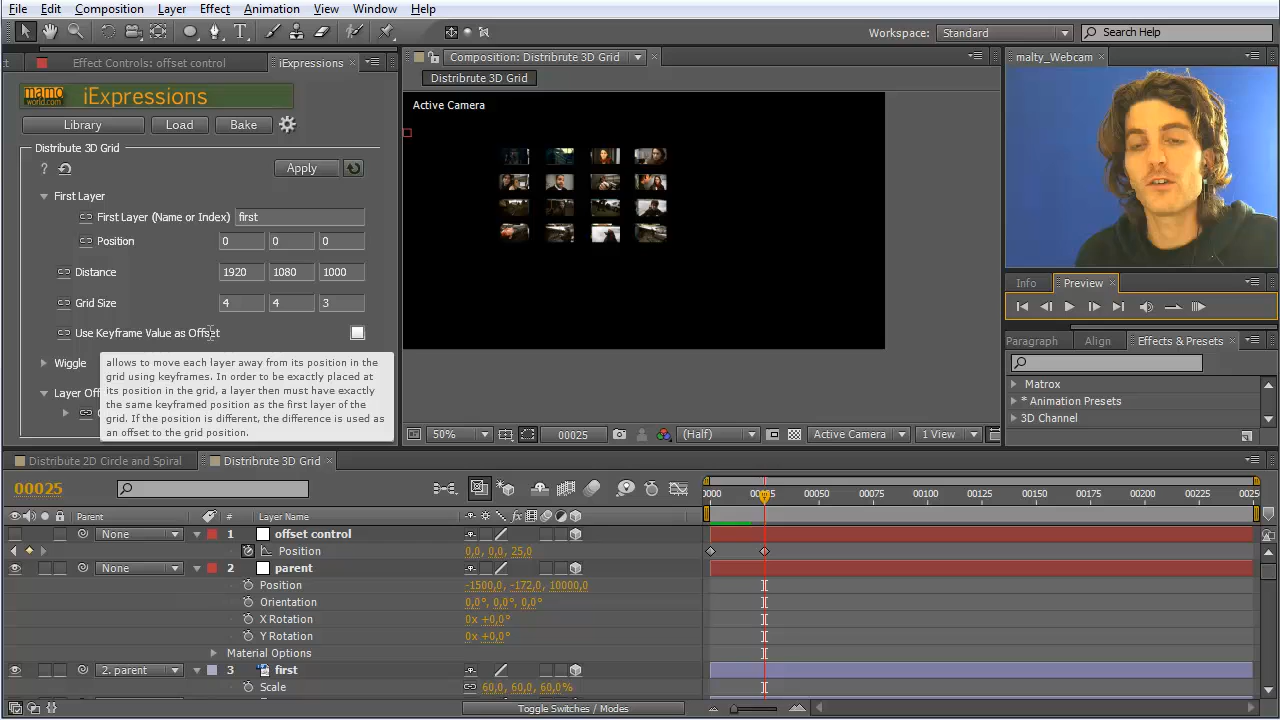 File Edit Composition Layer Effect Animation View Window Help
Workspace: Standard Search Help
Effect Controls: offset control iExpressions
Composition: Distribrute 3D Grid
malty_Webcam
Distribrute 3D Grid
mamo world.com iExpressions
Active Camera
Library Load Bake
Distribute 3D Grid
Apply
First Layer
First Layer (Name or Index) first
Position 0 0 0
Distance 1920 1080 1000
Grid Size 4 4 3
Use Keyframe Value as Offset
Wiggle
Layer Off
allows to move each layer away from its position in the
grid using keyframes. In order to be exactly placed at
its position in the grid, a layer then must have exactly
the same keyframed position as the first layer of the
grid. If the position is different, the difference is used as
an offset to the grid position.
Info Preview
Paragraph Align Effects & Presets
Matrox
* Animation Presets
3D Channel
50% 00025 (Half) Active Camera 1 View
Distribute 2D Circle and Spiral Distribrute 3D Grid
00025
0000 00025 00050 00075 00100 00125 00150 00175 00200 00225 0025
Parent # Layer Name
None 1 offset control
Position 0,0, 0,0, 25,0
None 2 parent
Position -1500,0, -172,0, 10000,0
Orientation 0,0°, 0,0°, 0,0°
X Rotation 0x +0,0°
Y Rotation 0x +0,0°
Material Options
2. parent 3 first
Scale 60,0, 60,0, 60,0%
Toggle Switches / Modes